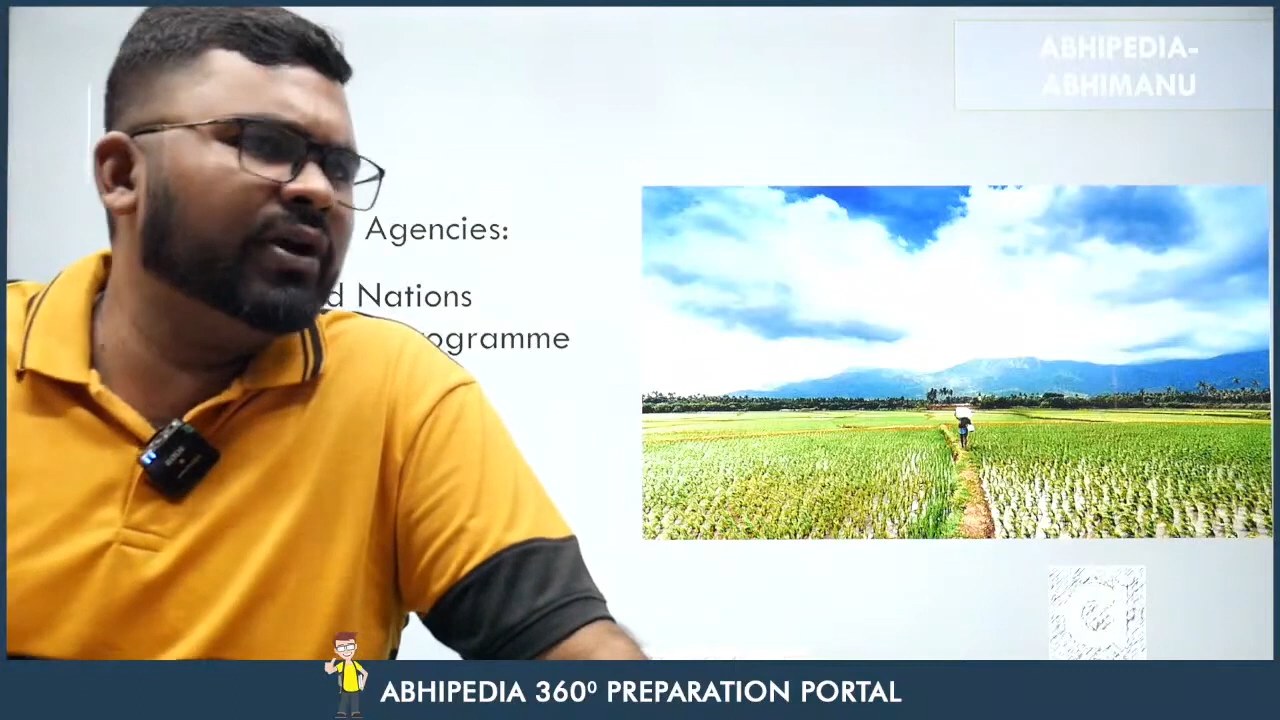 ABHIPEDIA-
ABHIMANU
Agencies:
d Nations
ogramme
ABHIPEDIA 360⁰ PREPARATION PORTAL